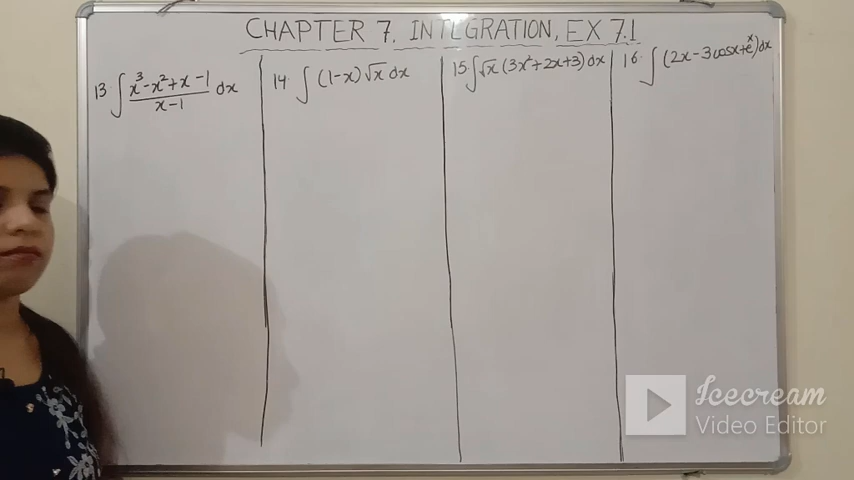 CHAPTER 7. INTEGRATION, EX 7.1
13. ∫ x³-x²+x-1 / x-1 dx
14. ∫ (1-x) √x dx
15. ∫ √x (3x²+2x+3) dx
16. ∫ (2x-3cosx+eˣ) dx
Icecream
Video Editor